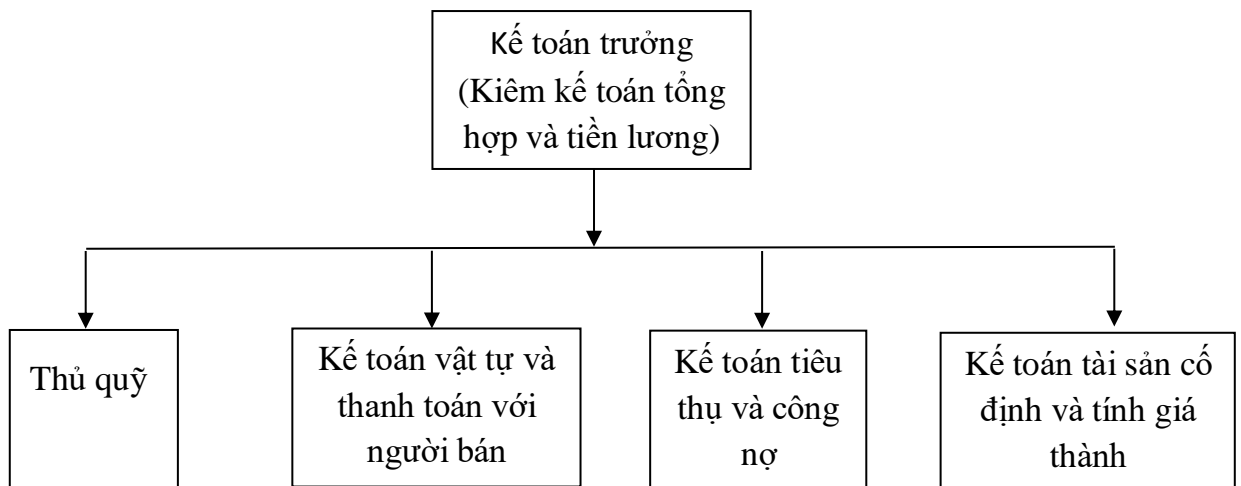 Kế toán trưởng
(Kiêm kế toán tổng
hợp và tiền lương)
Thủ quỹ
Kế toán vật tự và
thanh toán với
người bán
Kế toán tiêu
thụ và công
nợ
Kế toán tài sản cố
định và tính giá
thành